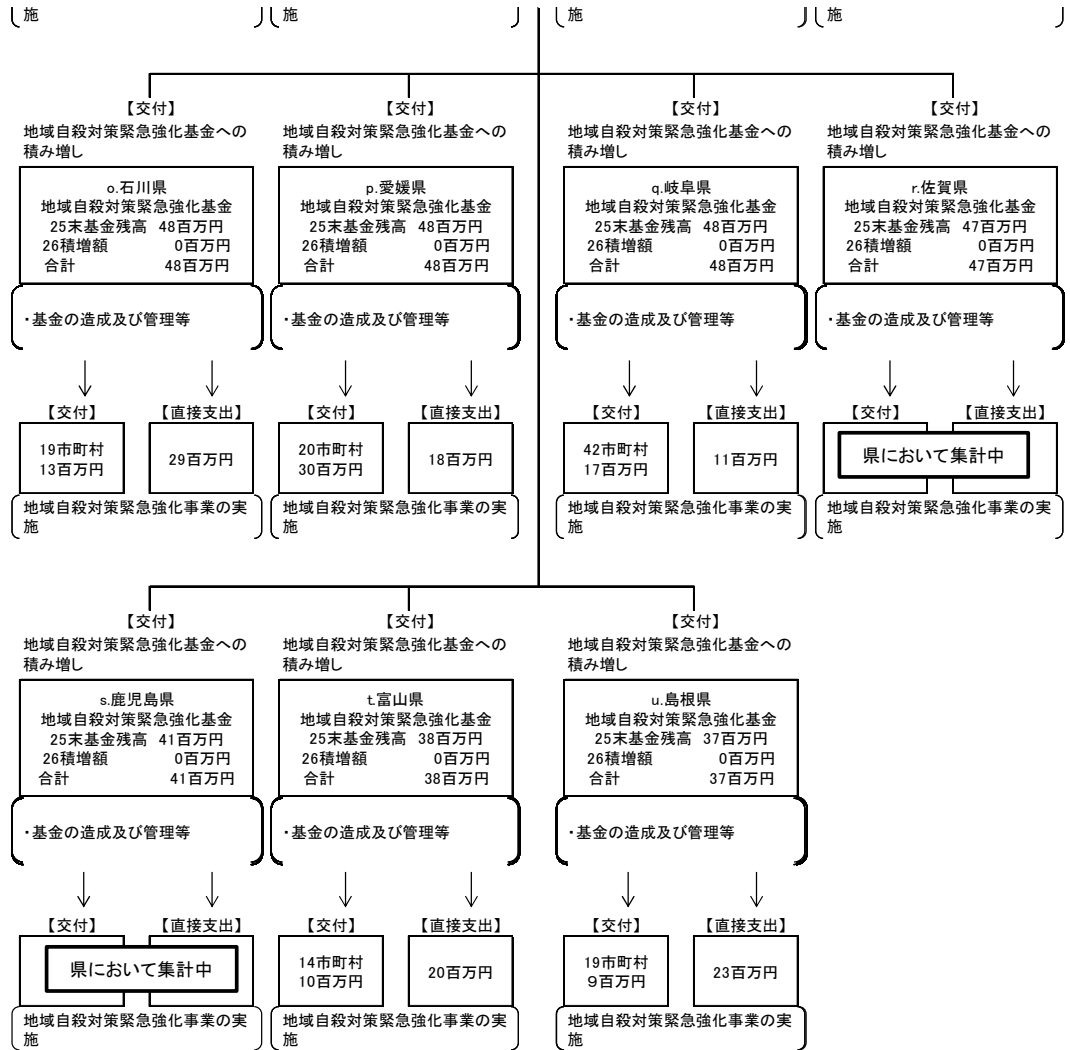 施
施
施
施
【交付】
地域自殺対策緊急強化基金への
積み増し
o.石川県
地域自殺対策緊急強化基金
25末基金残高 48百万円
26積増額 0百万円
合計 48百万円
・基金の造成及び管理等
【交付】
19市町村
13百万円
【直接支出】
29百万円
地域自殺対策緊急強化事業の実
施
【交付】
地域自殺対策緊急強化基金への
積み増し
p.愛媛県
地域自殺対策緊急強化基金
25末基金残高 48百万円
26積増額 0百万円
合計 48百万円
・基金の造成及び管理等
【交付】
20市町村
30百万円
【直接支出】
18百万円
地域自殺対策緊急強化事業の実
施
【交付】
地域自殺対策緊急強化基金への
積み増し
q.岐阜県
地域自殺対策緊急強化基金
25末基金残高 48百万円
26積増額 0百万円
合計 48百万円
・基金の造成及び管理等
【交付】
42市町村
17百万円
【直接支出】
11百万円
地域自殺対策緊急強化事業の実
施
【交付】
地域自殺対策緊急強化基金への
積み増し
r.佐賀県
地域自殺対策緊急強化基金
25末基金残高 47百万円
26積増額 0百万円
合計 47百万円
・基金の造成及び管理等
【交付】
【直接支出】
県において集計中
地域自殺対策緊急強化事業の実
施
【交付】
地域自殺対策緊急強化基金への
積み増し
s.鹿児島県
地域自殺対策緊急強化基金
25末基金残高 41百万円
26積増額 0百万円
合計 41百万円
・基金の造成及び管理等
【交付】
【直接支出】
県において集計中
地域自殺対策緊急強化事業の実
施
【交付】
地域自殺対策緊急強化基金への
積み増し
t.富山県
地域自殺対策緊急強化基金
25末基金残高 38百万円
26積増額 0百万円
合計 38百万円
・基金の造成及び管理等
【交付】
14市町村
10百万円
【直接支出】
20百万円
地域自殺対策緊急強化事業の実
施
【交付】
地域自殺対策緊急強化基金への
積み増し
u.島根県
地域自殺対策緊急強化基金
25末基金残高 37百万円
26積増額 0百万円
合計 37百万円
・基金の造成及び管理等
【交付】
19市町村
９百万円
【直接支出】
23百万円
地域自殺対策緊急強化事業の実
施